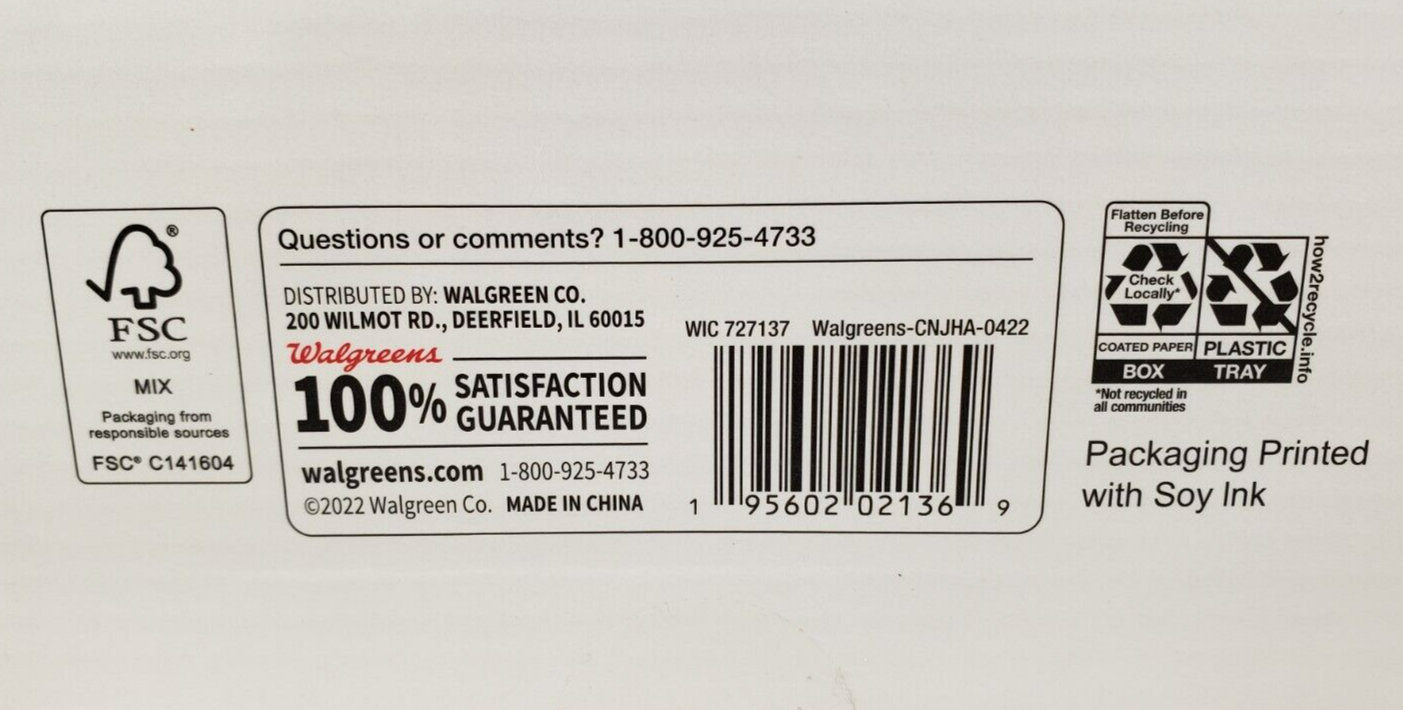 FSC
®
www.fsc.org
MIX
Packaging from
responsible sources
FSC® C141604
Questions or comments? 1-800-925-4733
DISTRIBUTED BY: WALGREEN CO.
200 WILMOT RD., DEERFIELD, IL 60015
Walgreens
100% SATISFACTION
GUARANTEED
walgreens.com 1-800-925-4733
©2022 Walgreen Co. MADE IN CHINA
WIC 727137 Walgreens-CNJHA-0422
1 95602 02136 9
Flatten Before
Recycling
Check
Locally*
COATED PAPER PLASTIC
BOX TRAY
how2recycle.info
*Not recycled in
all communities
Packaging Printed
with Soy Ink